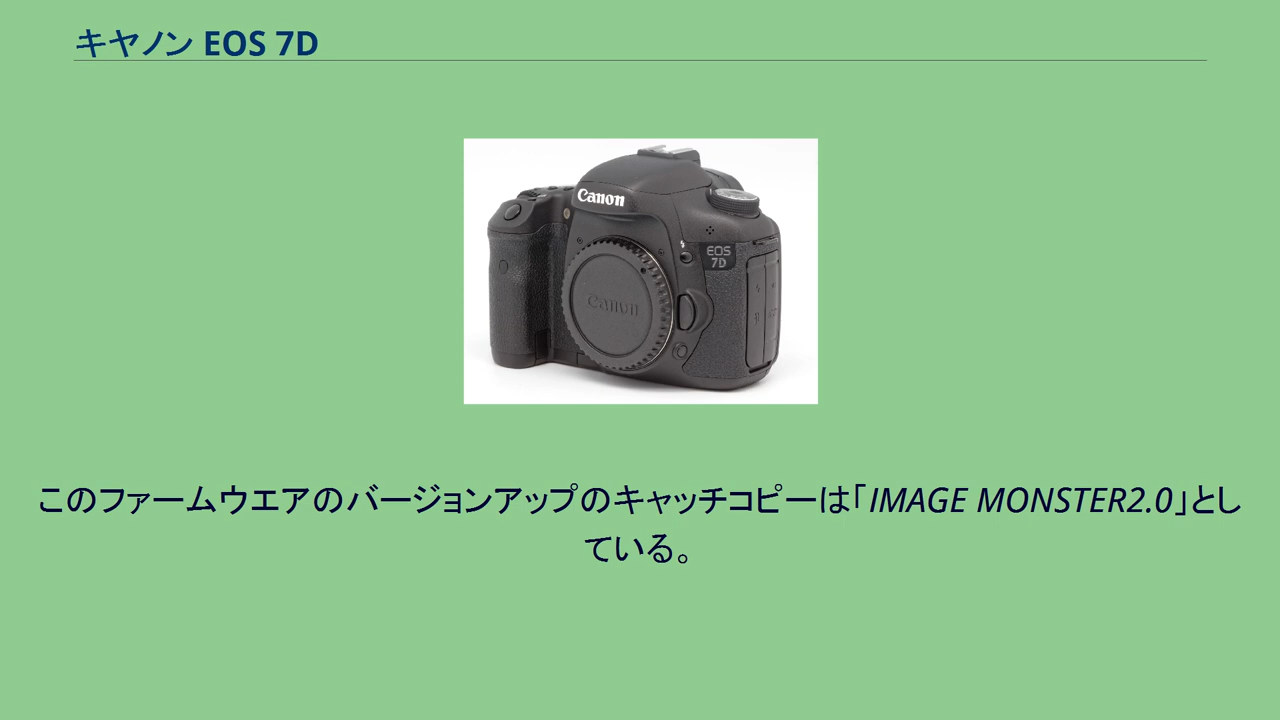 キヤノン EOS 7D
Canon
EOS
7D
Canon
このファームウエアのバージョンアップのキャッチコピーは「IMAGE MONSTER2.0」とし
ている。